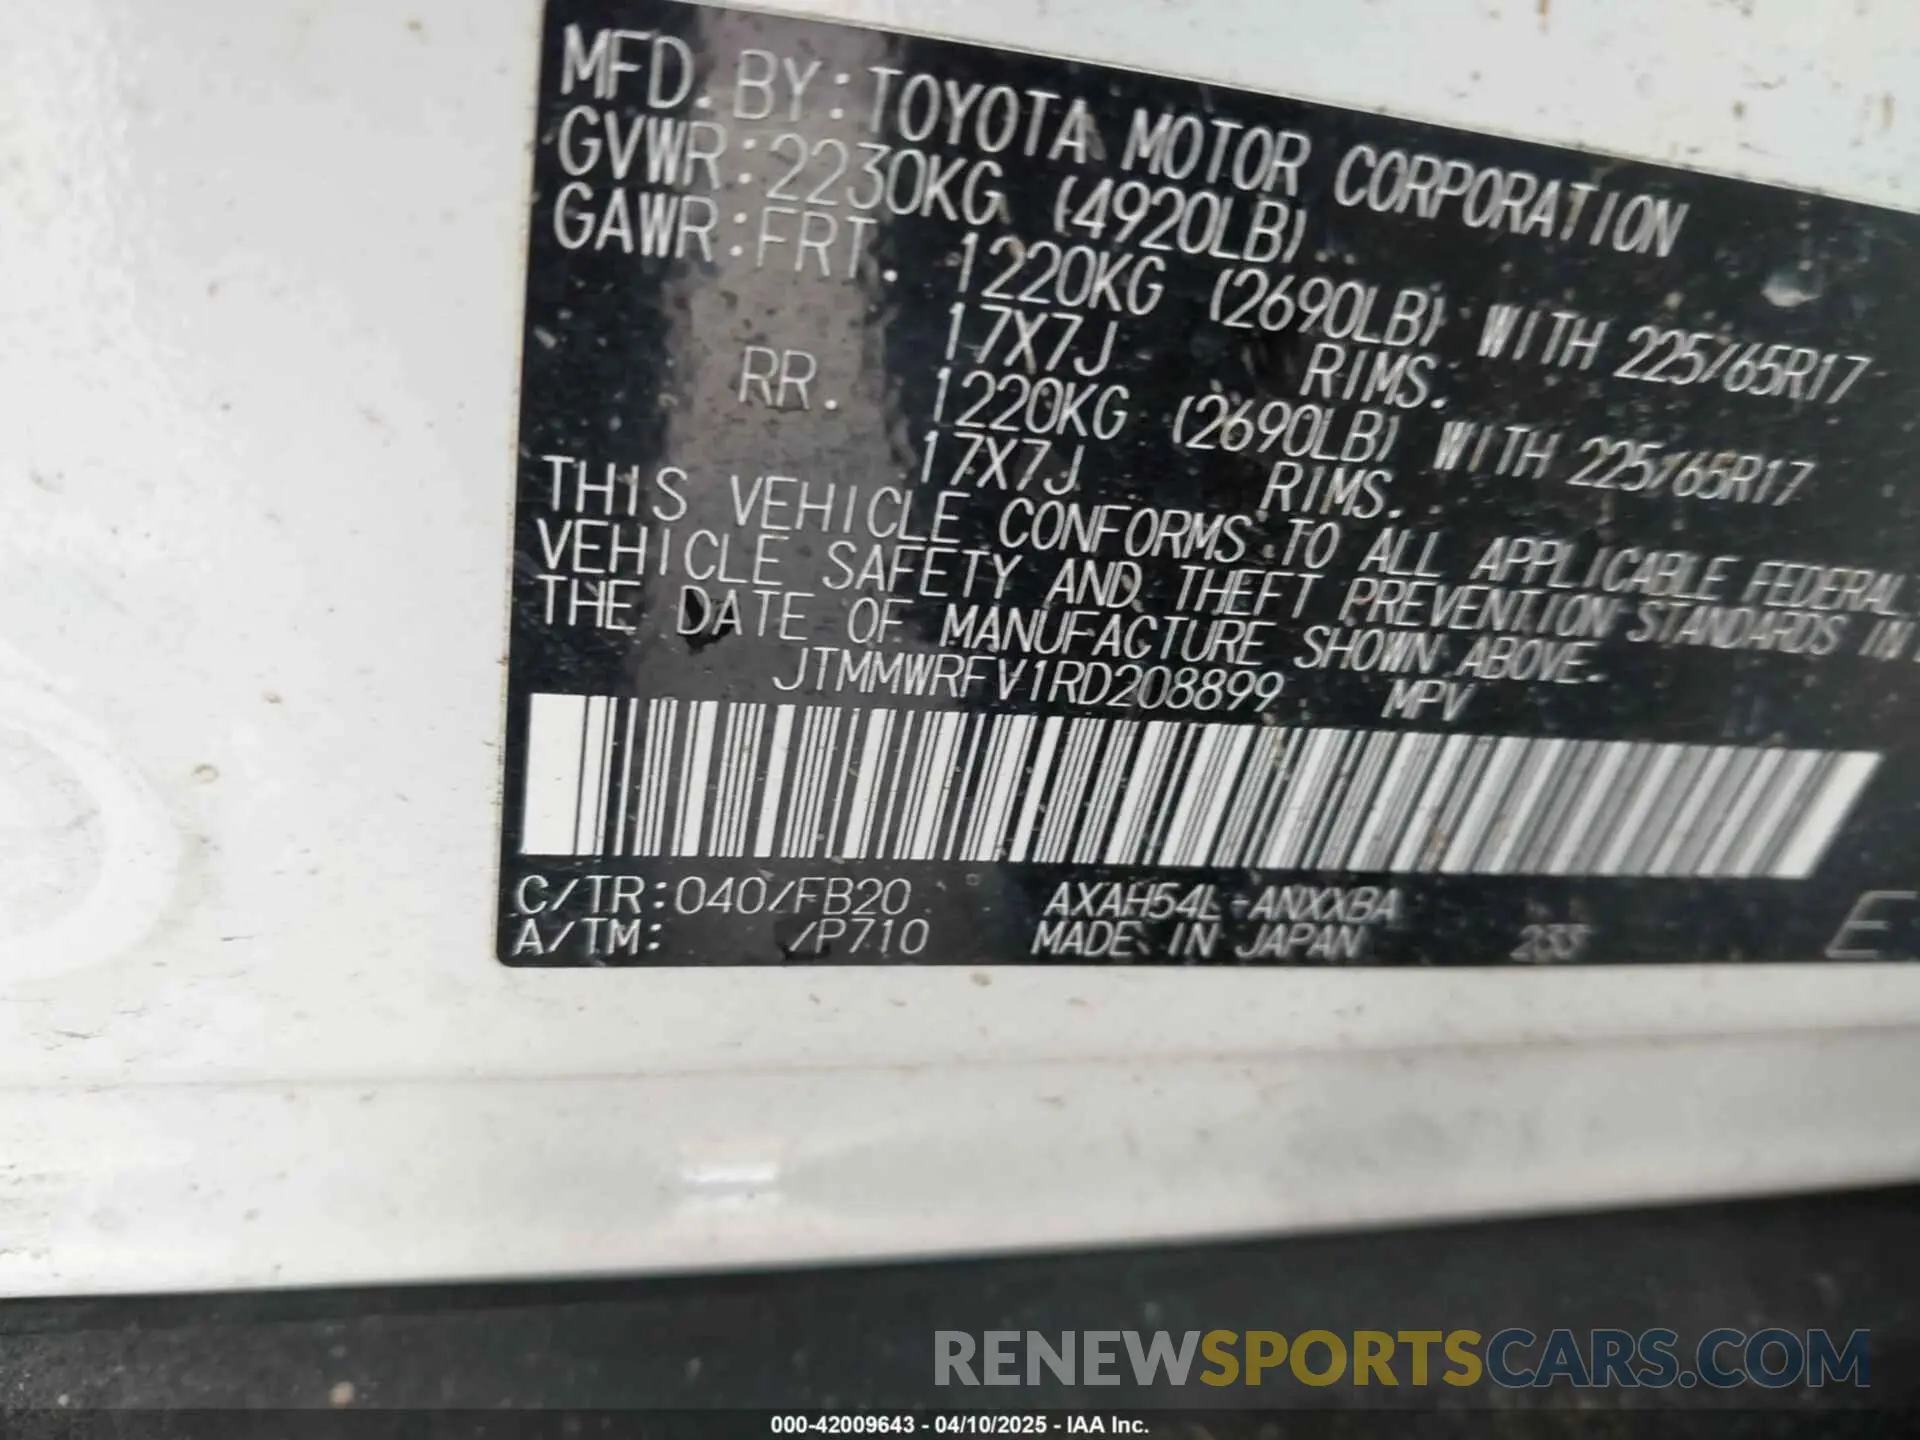 MFD. BY: TOYOTA MOTOR CORPORATION
GVWR: 2230KG (4920LB)
GAWR: FRT. 1220KG (2690LB) WITH 225/65R17
17X7J RIMS.
RR. 1220KG (2690LB) WITH 225/65R17
17X7J RIMS.
THIS VEHICLE CONFORMS TO ALL APPLICABLE FEDERAL
VEHICLE SAFETY AND THEFT PREVENTION STANDARDS IN
THE DATE OF MANUFACTURE SHOWN ABOVE.
JTMMWRFV1RD208899 MPV
C/TR: 040/FB20 AXAH54L-ANXXBA
A/TM: /P710 MADE IN JAPAN
RENEWSPORTSCARS.COM
000-42009643 - 04/10/2025 - IAA Inc.